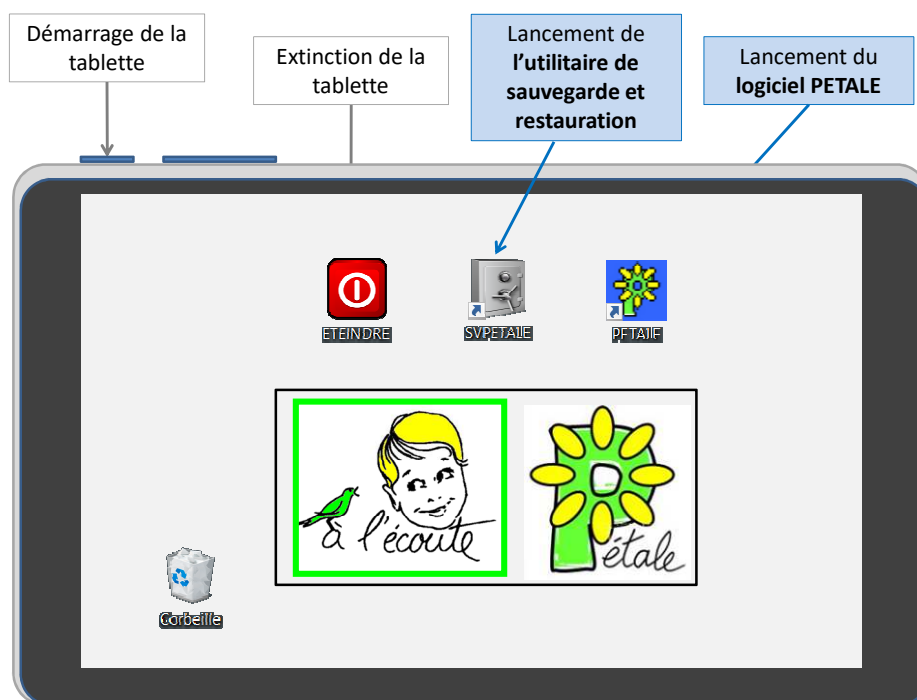 Démarrage de la
tablette
Extinction de la
tablette
Lancement de
l'utilitaire de
sauvegarde et
restauration
Lancement du
logiciel PETALE
ETEINDRE
SVPETALE
PETALE
à l'écoute
étale
Corbeille